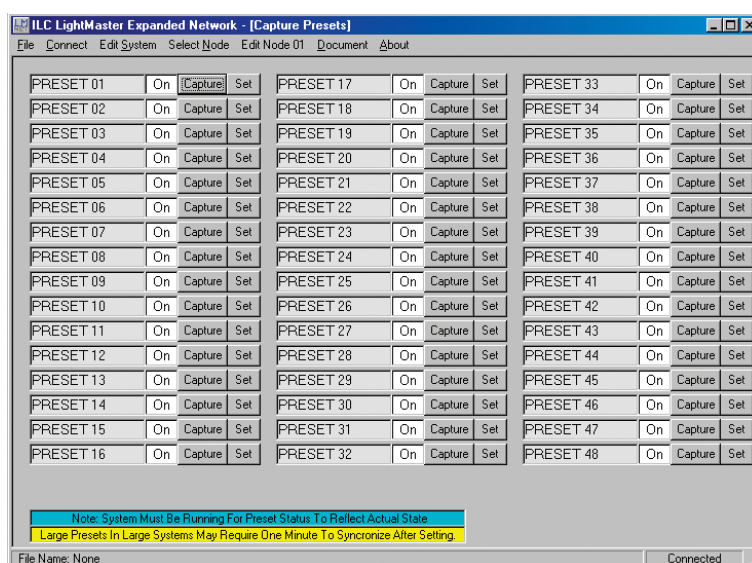 ILC LightMaster Expanded Network - [Capture Presets]
File Connect Edit System Select Node Edit Node 01 Document About
PRESET 01 On Capture Set PRESET 17 On Capture Set PRESET 33 On Capture Set
PRESET 02 On Capture Set PRESET 18 On Capture Set PRESET 34 On Capture Set
PRESET 03 On Capture Set PRESET 19 On Capture Set PRESET 35 On Capture Set
PRESET 04 On Capture Set PRESET 20 On Capture Set PRESET 36 On Capture Set
PRESET 05 On Capture Set PRESET 21 On Capture Set PRESET 37 On Capture Set
PRESET 06 On Capture Set PRESET 22 On Capture Set PRESET 38 On Capture Set
PRESET 07 On Capture Set PRESET 23 On Capture Set PRESET 39 On Capture Set
PRESET 08 On Capture Set PRESET 24 On Capture Set PRESET 40 On Capture Set
PRESET 09 On Capture Set PRESET 25 On Capture Set PRESET 41 On Capture Set
PRESET 10 On Capture Set PRESET 26 On Capture Set PRESET 42 On Capture Set
PRESET 11 On Capture Set PRESET 27 On Capture Set PRESET 43 On Capture Set
PRESET 12 On Capture Set PRESET 28 On Capture Set PRESET 44 On Capture Set
PRESET 13 On Capture Set PRESET 29 On Capture Set PRESET 45 On Capture Set
PRESET 14 On Capture Set PRESET 30 On Capture Set PRESET 46 On Capture Set
PRESET 15 On Capture Set PRESET 31 On Capture Set PRESET 47 On Capture Set
PRESET 16 On Capture Set PRESET 32 On Capture Set PRESET 48 On Capture Set
Note: System Must Be Running For Preset Status To Reflect Actual State
Large Presets In Large Systems May Require One Minute To Syncronize After Setting.
File Name: None Connected